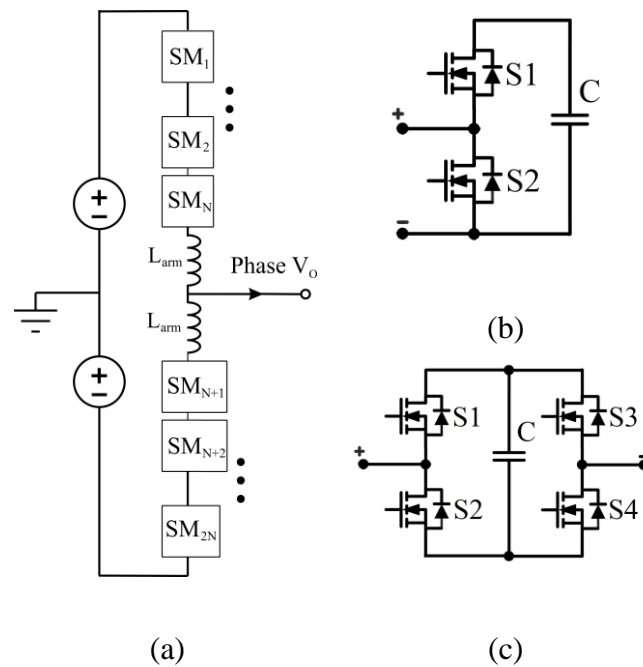 SM1
SM2
SMN
Larm
Phase VO
Larm
SMN+1
SMN+2
SM2N
(a)
S1
C
S2
+
−
(b)
S1
S3
C
+
−
S2
S4
(c)
+
−
+
−